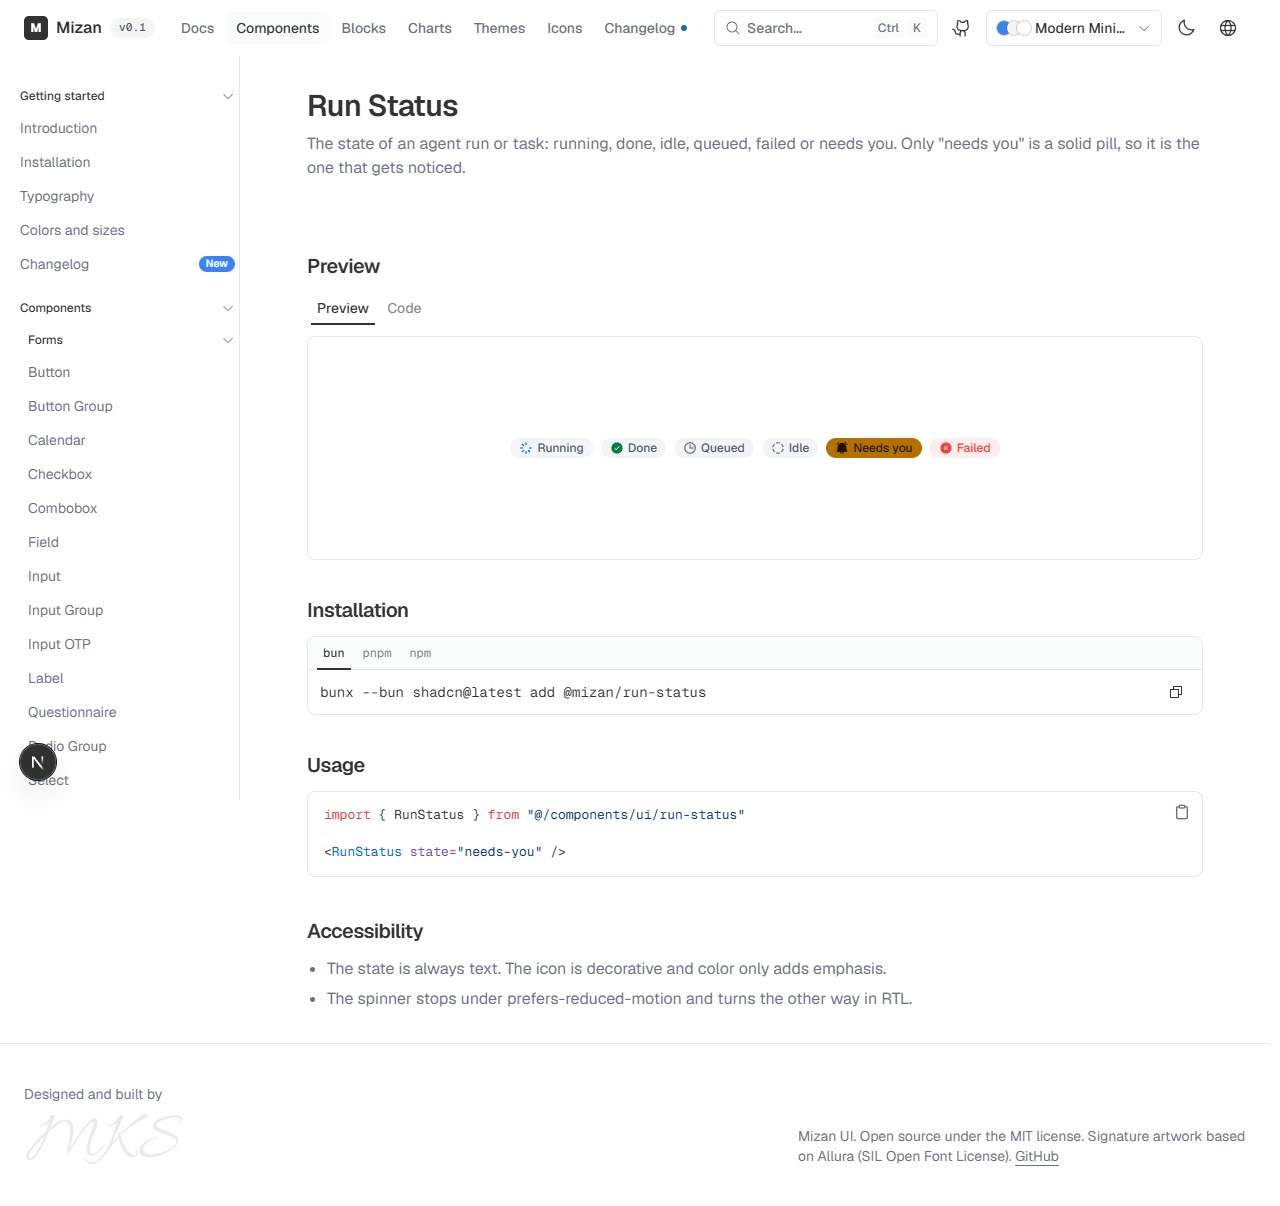 M Mizan v0.1 Docs Components Blocks Charts Themes Icons Changelog Search... Ctrl K Modern Mini...
Getting started
Introduction
Installation
Typography
Colors and sizes
Changelog New
Components
Forms
Button
Button Group
Calendar
Checkbox
Combobox
Field
Input
Input Group
Input OTP
Label
Questionnaire
Group
N
Select
Run Status
The state of an agent run or task: running, done, idle, queued, failed or needs you. Only "needs you" is a solid pill, so it is the
one that gets noticed.
Preview
Preview Code
Running Done Queued Idle Needs you Failed
Installation
bun pnpm npm
bunx --bun shadcn@latest add @mizan/run-status
Usage
import { RunStatus } from "@/components/ui/run-status"
<RunStatus state="needs-you" />
Accessibility
The state is always text. The icon is decorative and color only adds emphasis.
The spinner stops under prefers-reduced-motion and turns the other way in RTL.
Designed and built by
MKS
Mizan UI. Open source under the MIT license. Signature artwork based
on Allura (SIL Open Font License). GitHub